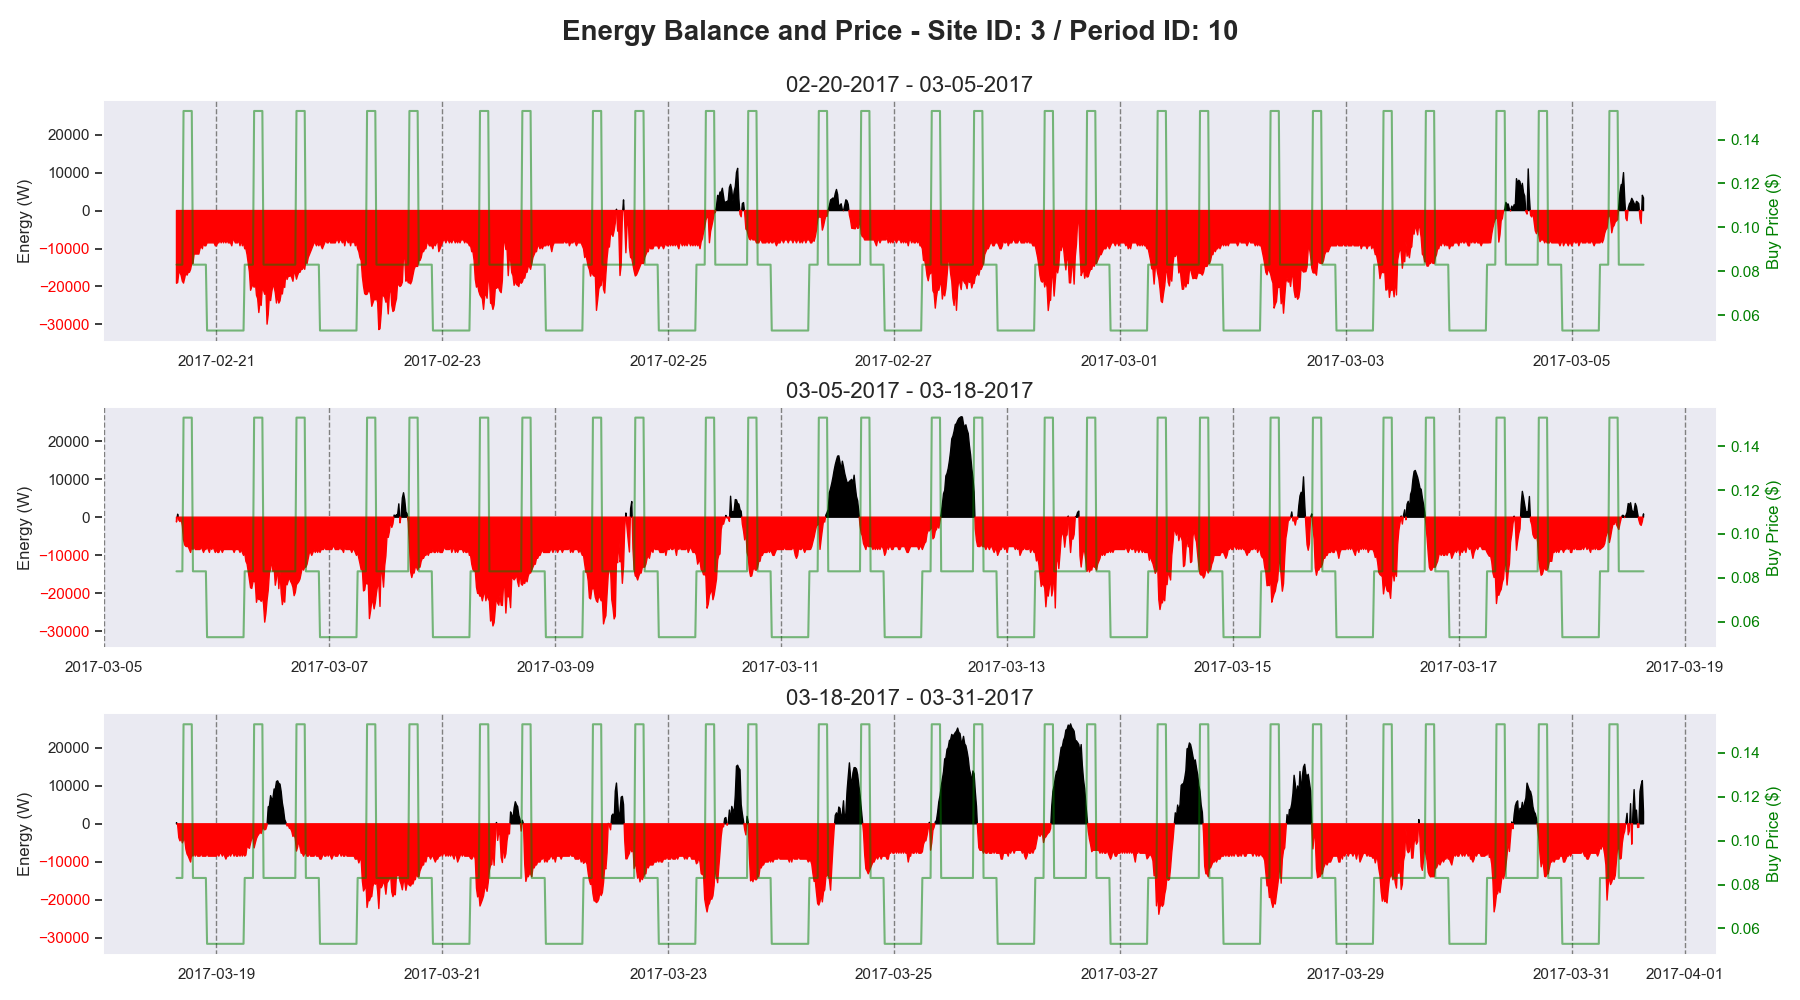 Energy Balance and Price - Site ID: 3 / Period ID: 10
02-20-2017 - 03-05-2017
Energy (W)
20000
10000
0
−10000
−20000
−30000
0.14
0.12
0.10
0.08
0.06
Buy Price ($)
2017-02-21 2017-02-23 2017-02-25 2017-02-27 2017-03-01 2017-03-03 2017-03-05
03-05-2017 - 03-18-2017
Energy (W)
20000
10000
0
−10000
−20000
−30000
0.14
0.12
0.10
0.08
0.06
Buy Price ($)
2017-03-05 2017-03-07 2017-03-09 2017-03-11 2017-03-13 2017-03-15 2017-03-17 2017-03-19
03-18-2017 - 03-31-2017
Energy (W)
20000
10000
0
−10000
−20000
−30000
0.14
0.12
0.10
0.08
0.06
Buy Price ($)
2017-03-19 2017-03-21 2017-03-23 2017-03-25 2017-03-27 2017-03-29 2017-03-31 2017-04-01